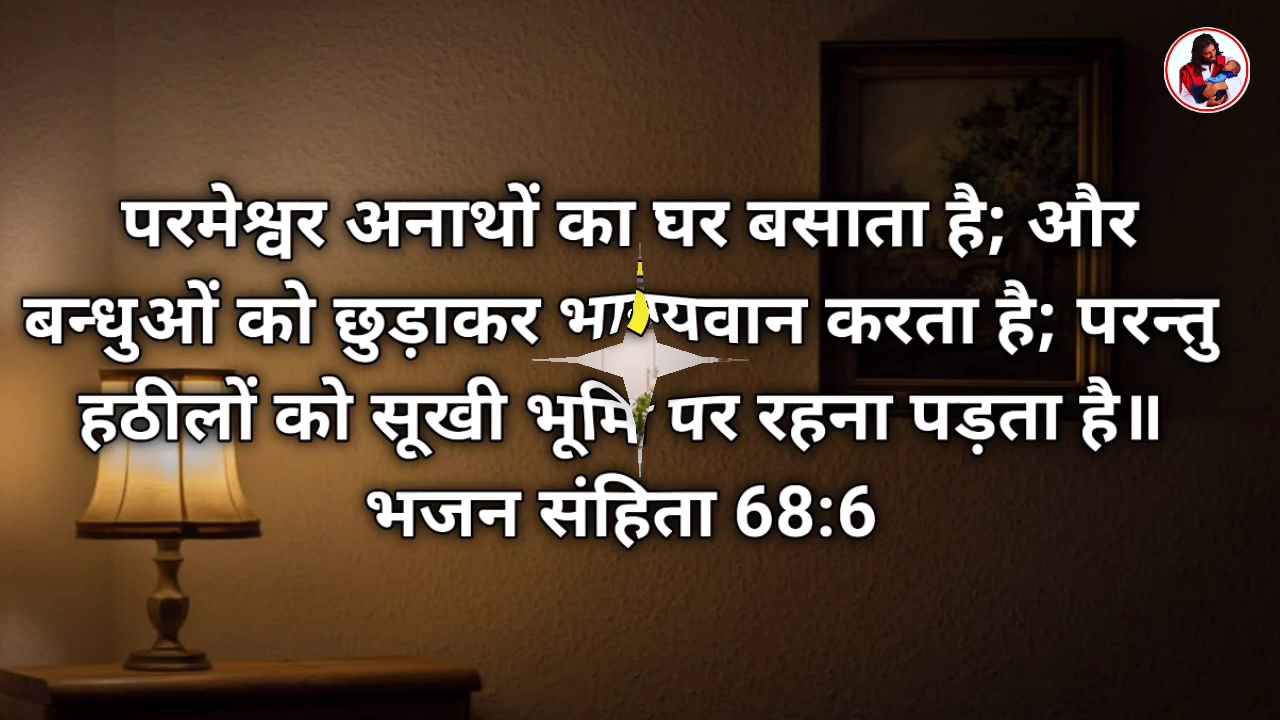 परमेश्वर अनाथों का घर बसाता है; और
बन्धुओं को छुड़ाकर भाग्यवान करता है; परन्तु
हठीलों को सूखी भूमि पर रहना पड़ता है॥
भजन संहिता 68:6